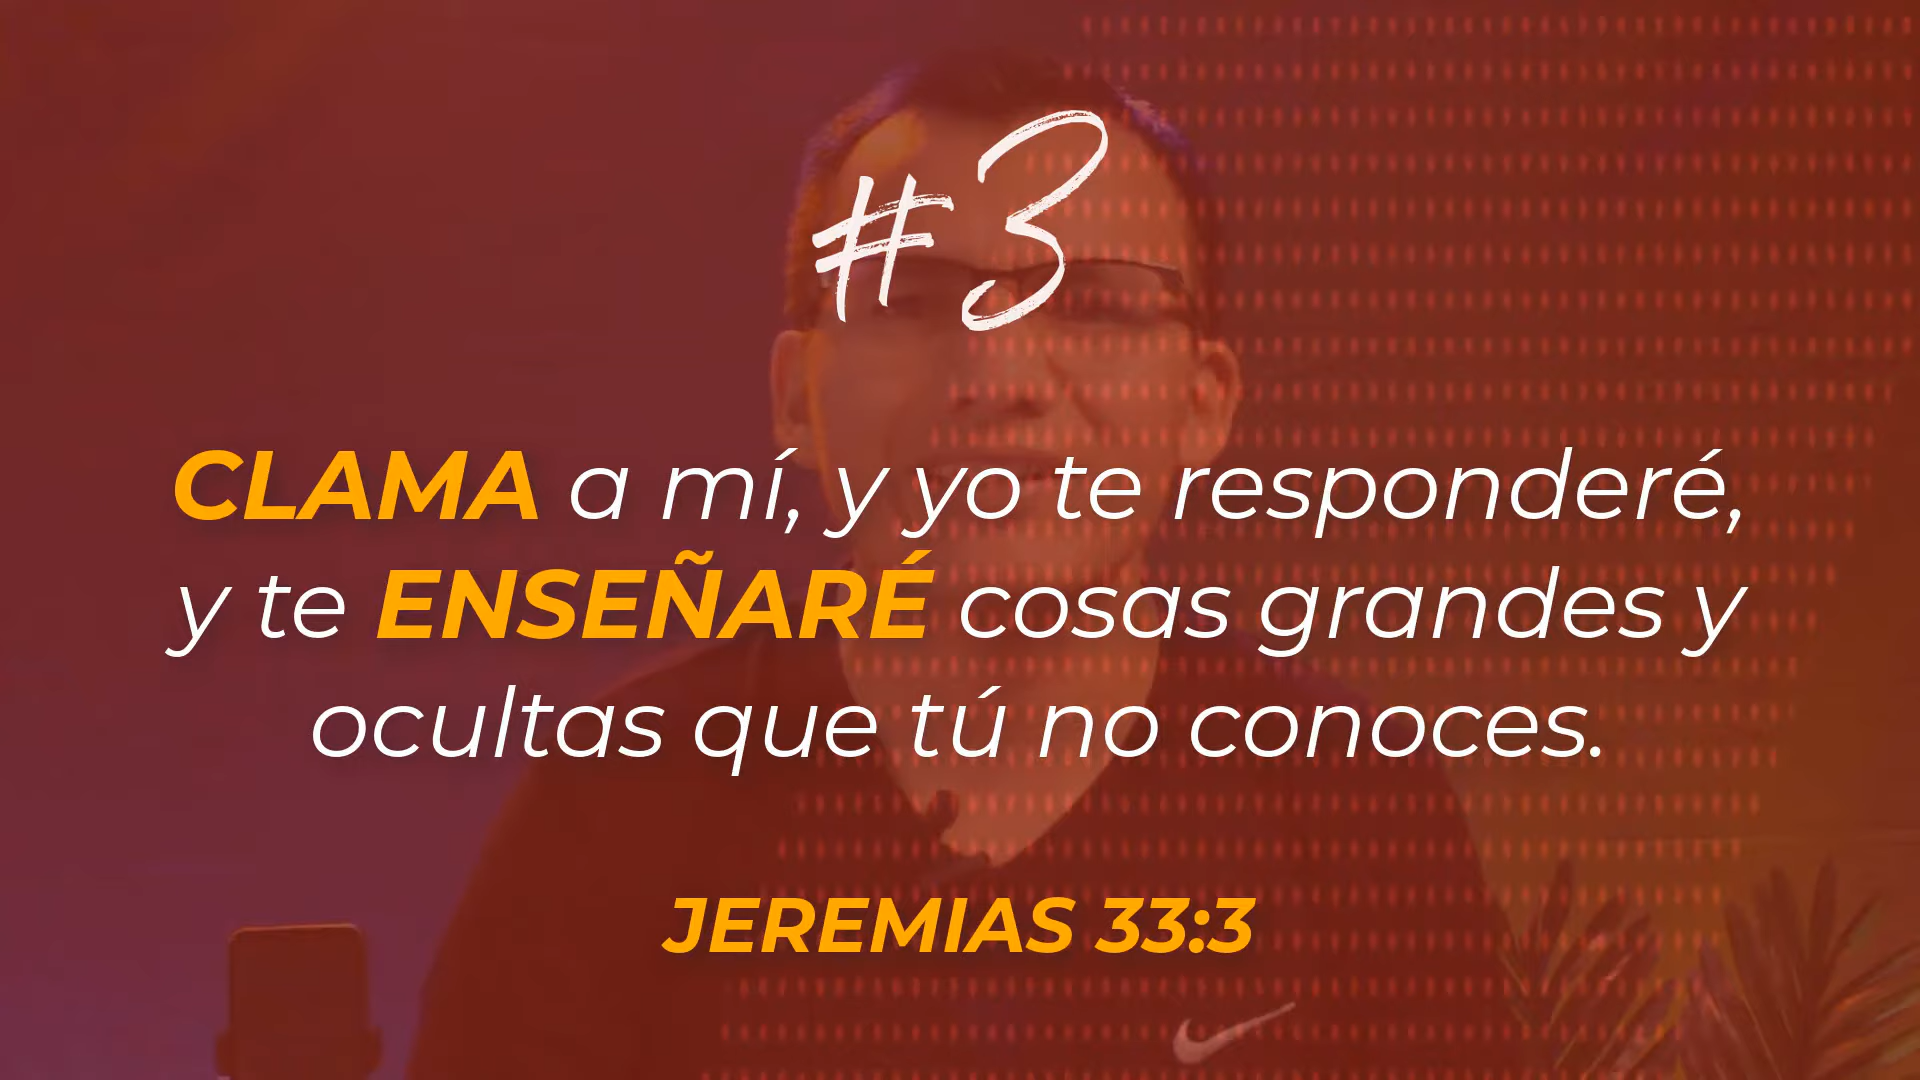 #3
CLAMA a mí, y yo te responderé,
y te ENSEÑARÉ cosas grandes y
ocultas que tú no conoces.
JEREMIAS 33:3